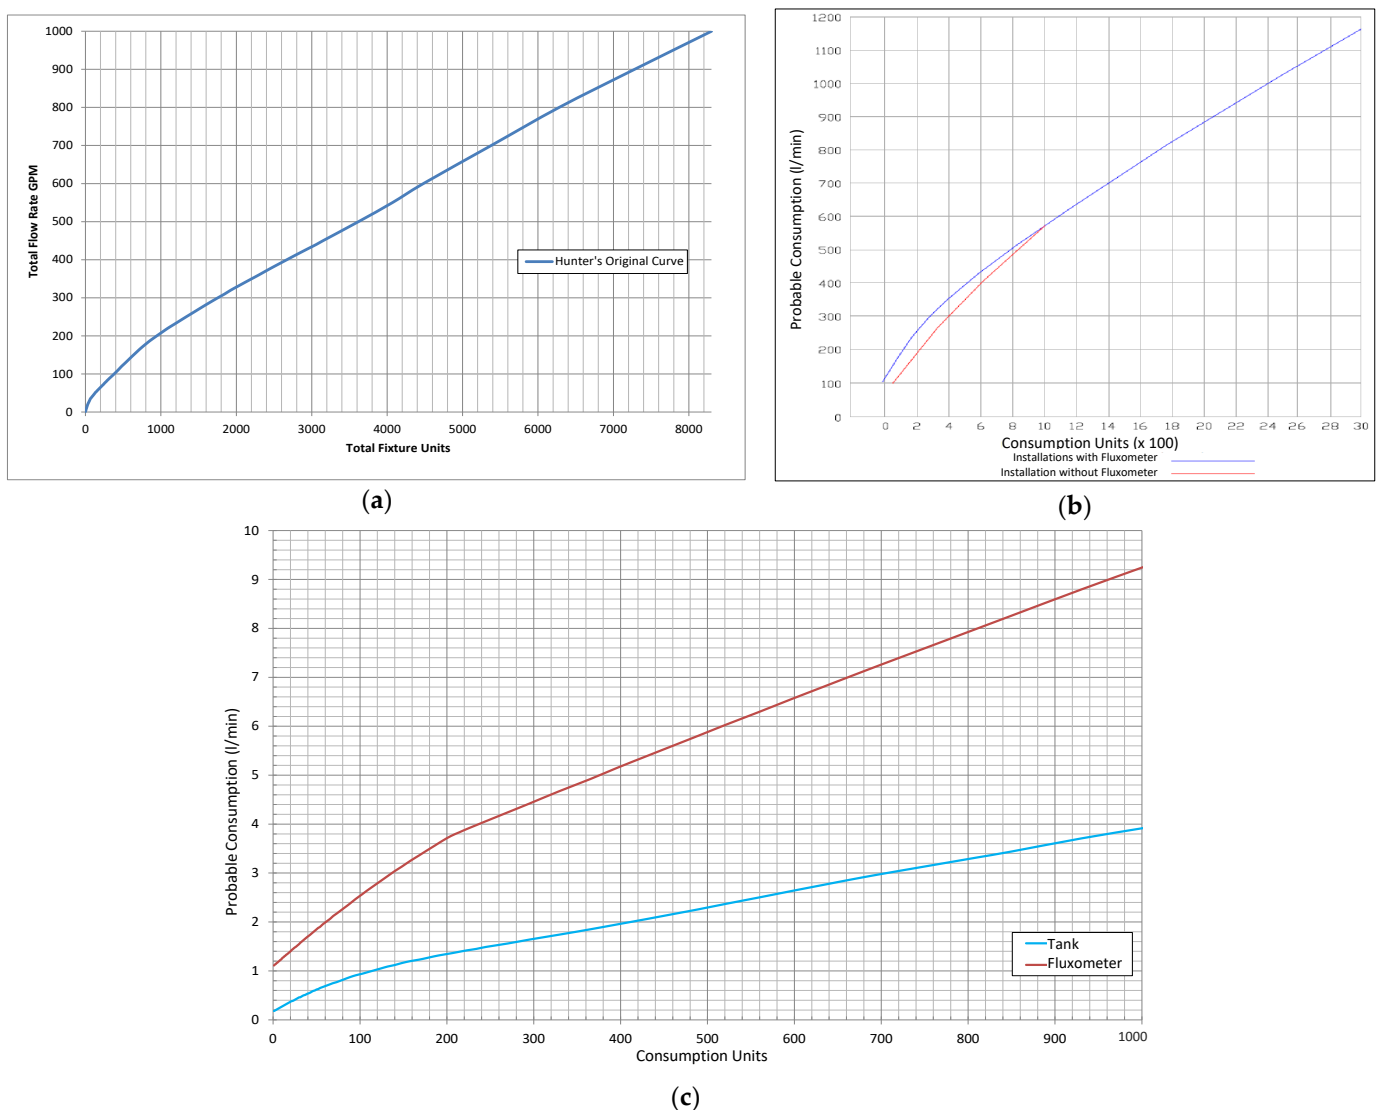 1000
900
800
700
600
500
400
300
200
100
0
Total Flow Rate GPM
0 1000 2000 3000 4000 5000 6000 7000 8000
Total Fixture Units
Hunter's Original Curve
(a)
1200
1100
1000
900
800
700
600
500
400
300
200
100
0
Probable Consumption (l/min)
0 2 4 6 8 10 12 14 16 18 20 22 24 26 28 30
Consumption Units (x 100)
Installations with Fluxometer
Installation without Fluxometer
(b)
10
9
8
7
6
5
4
3
2
1
0
Probable Consumption (l/min)
0 100 200 300 400 500 600 700 800 900 1000
Consumption Units
Tank
Fluxometer
(c)